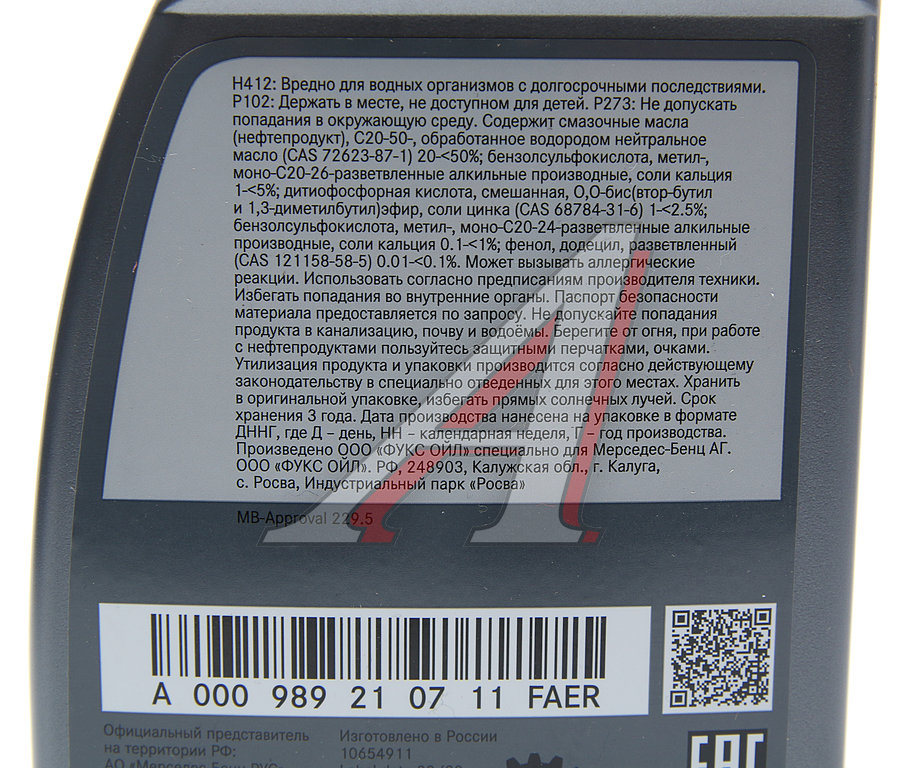 H412: Вредно для водных организмов с долгосрочными последствиями.
P102: Держать в месте, не доступном для детей. P273: Не допускать
попадания в окружающую среду. Содержит смазочные масла
(нефтепродукт), C20-50-, обработанное водородом нейтральное
масло (CAS 72623-87-1) 20-<50%; бензолсульфокислота, метил-,
моно-C20-26-разветвленные алкильные производные, соли кальция
1-<5%; дитиофосфорная кислота, смешанная, O,O-бис(втор-бутил
и 1,3-диметилбутил)эфир, соли цинка (CAS 68784-31-6) 1-<2.5%;
бензолсульфокислота, метил-, моно-C20-24-разветвленные алкильные
производные, соли кальция 0.1-<1%; фенол, додецил, разветвленный
(CAS 121158-58-5) 0.01-<0.1%. Может вызывать аллергические
реакции. Использовать согласно предписаниям производителя техники.
Избегать попадания во внутренние органы. Паспорт безопасности
материала предоставляется по запросу. Не допускайте попадания
продукта в канализацию, почву и водоёмы. Берегите от огня, при работе
с нефтепродуктами пользуйтесь защитными перчатками, очками.
Утилизация продукта и упаковки производится согласно действующему
законодательству в специально отведенных для этого местах. Хранить
в оригинальной упаковке, избегать прямых солнечных лучей. Срок
хранения 3 года. Дата производства нанесена на упаковке в формате
ДННГ, где Д – день, НН – календарная неделя, Г – год производства.
Произведено ООО «ФУКС ОЙЛ» специально для Мерседес-Бенц АГ.
ООО «ФУКС ОЙЛ». РФ, 248903, Калужская обл., г. Калуга,
с. Росва, Индустриальный парк «Росва»
MB-Approval 229.5
A 000 989 21 07 11 FAER
Официальный представитель
на территории РФ:
АО «Мерседес-Бенц РУС»
Изготовлено в России
10654911
EAC